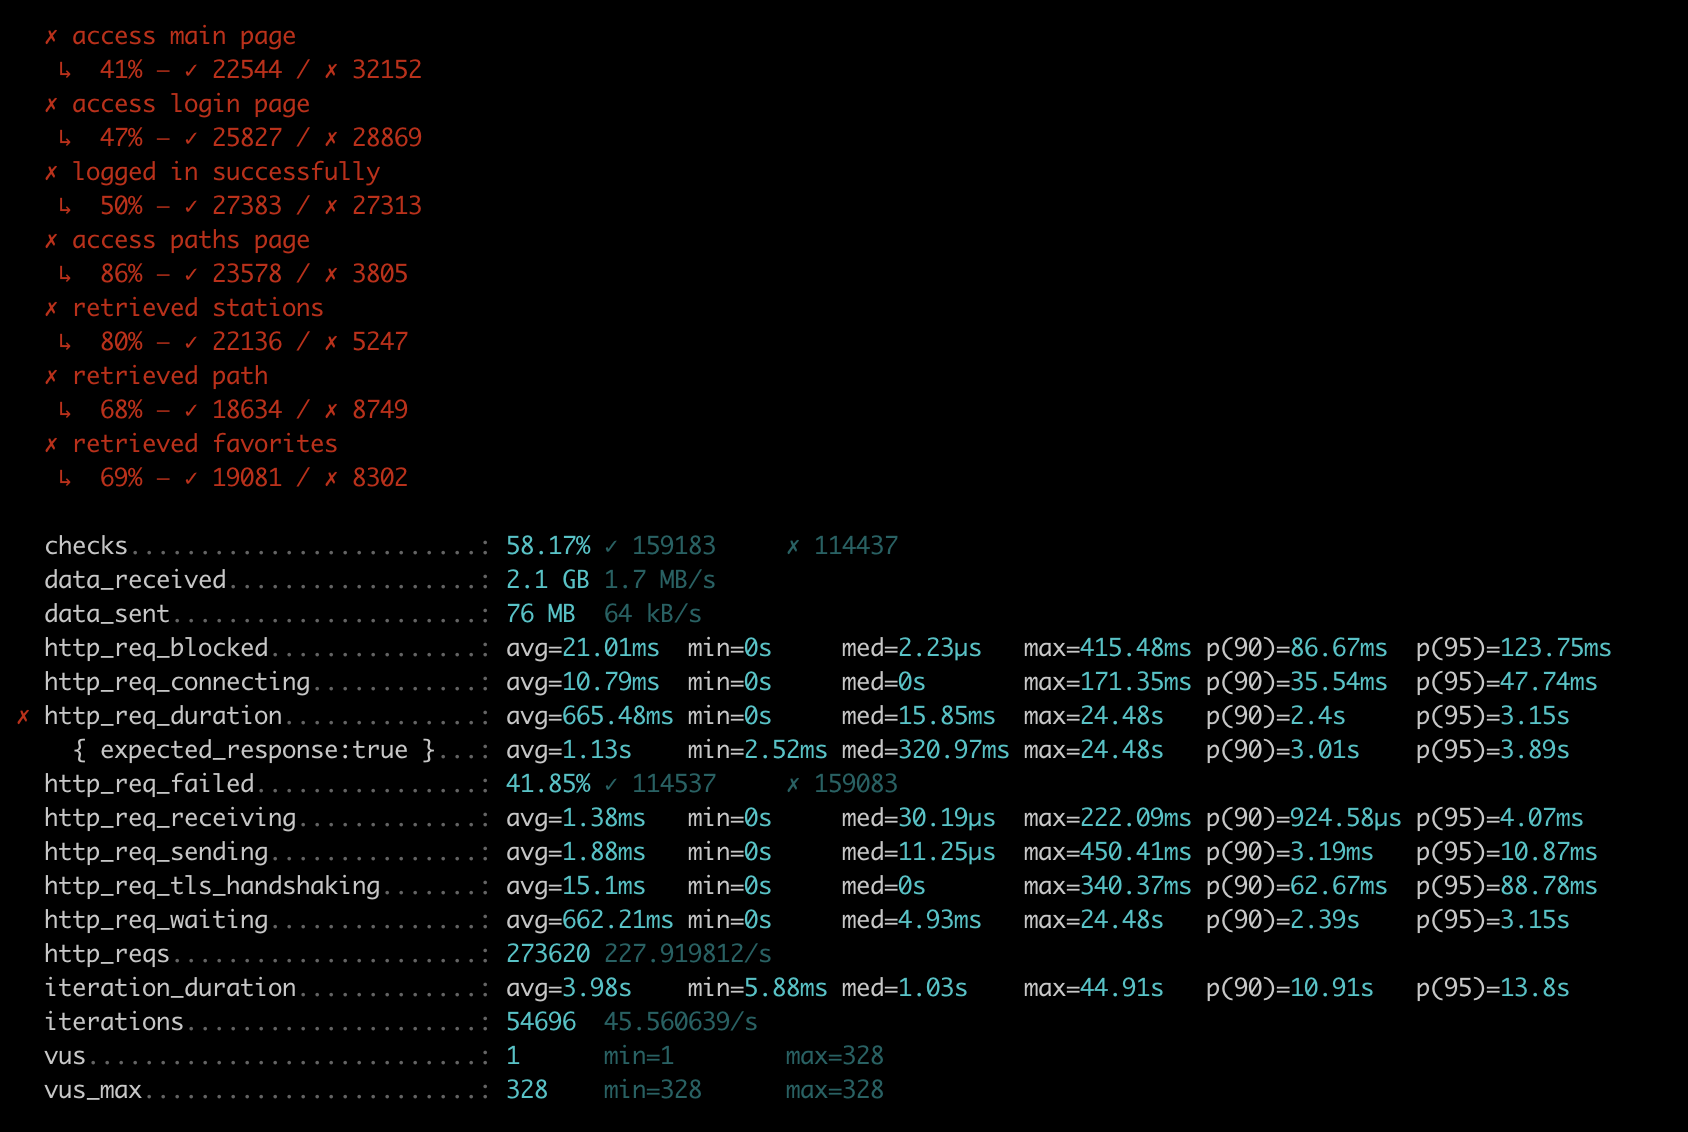 ✗ access main page
↳  41% — ✓ 22544 / ✗ 32152
✗ access login page
↳  47% — ✓ 25827 / ✗ 28869
✗ logged in successfully
↳  50% — ✓ 27383 / ✗ 27313
✗ access paths page
↳  86% — ✓ 23578 / ✗ 3805
✗ retrieved stations
↳  80% — ✓ 22136 / ✗ 5247
✗ retrieved path
↳  68% — ✓ 18634 / ✗ 8749
✗ retrieved favorites
↳  69% — ✓ 19081 / ✗ 8302
checks.........................: 58.17% ✓ 159183     ✗ 114437
data_received..................: 2.1 GB 1.7 MB/s
data_sent......................: 76 MB  64 kB/s
http_req_blocked...............: avg=21.01ms  min=0s     med=2.23µs   max=415.48ms p(90)=86.67ms  p(95)=123.75ms
http_req_connecting............: avg=10.79ms  min=0s     med=0s       max=171.35ms p(90)=35.54ms  p(95)=47.74ms
✗ http_req_duration..............: avg=665.48ms min=0s     med=15.85ms  max=24.48s   p(90)=2.4s     p(95)=3.15s
{ expected_response:true }...: avg=1.13s    min=2.52ms med=320.97ms max=24.48s   p(90)=3.01s    p(95)=3.89s
http_req_failed................: 41.85% ✓ 114537     ✗ 159083
http_req_receiving.............: avg=1.38ms   min=0s     med=30.19µs  max=222.09ms p(90)=924.58µs p(95)=4.07ms
http_req_sending...............: avg=1.88ms   min=0s     med=11.25µs  max=450.41ms p(90)=3.19ms   p(95)=10.87ms
http_req_tls_handshaking.......: avg=15.1ms   min=0s     med=0s       max=340.37ms p(90)=62.67ms  p(95)=88.78ms
http_req_waiting...............: avg=662.21ms min=0s     med=4.93ms   max=24.48s   p(90)=2.39s    p(95)=3.15s
http_reqs......................: 273620 227.919812/s
iteration_duration.............: avg=3.98s    min=5.88ms med=1.03s    max=44.91s   p(90)=10.91s   p(95)=13.8s
iterations.....................: 54696  45.560639/s
vus............................: 1      min=1        max=328
vus_max........................: 328    min=328      max=328